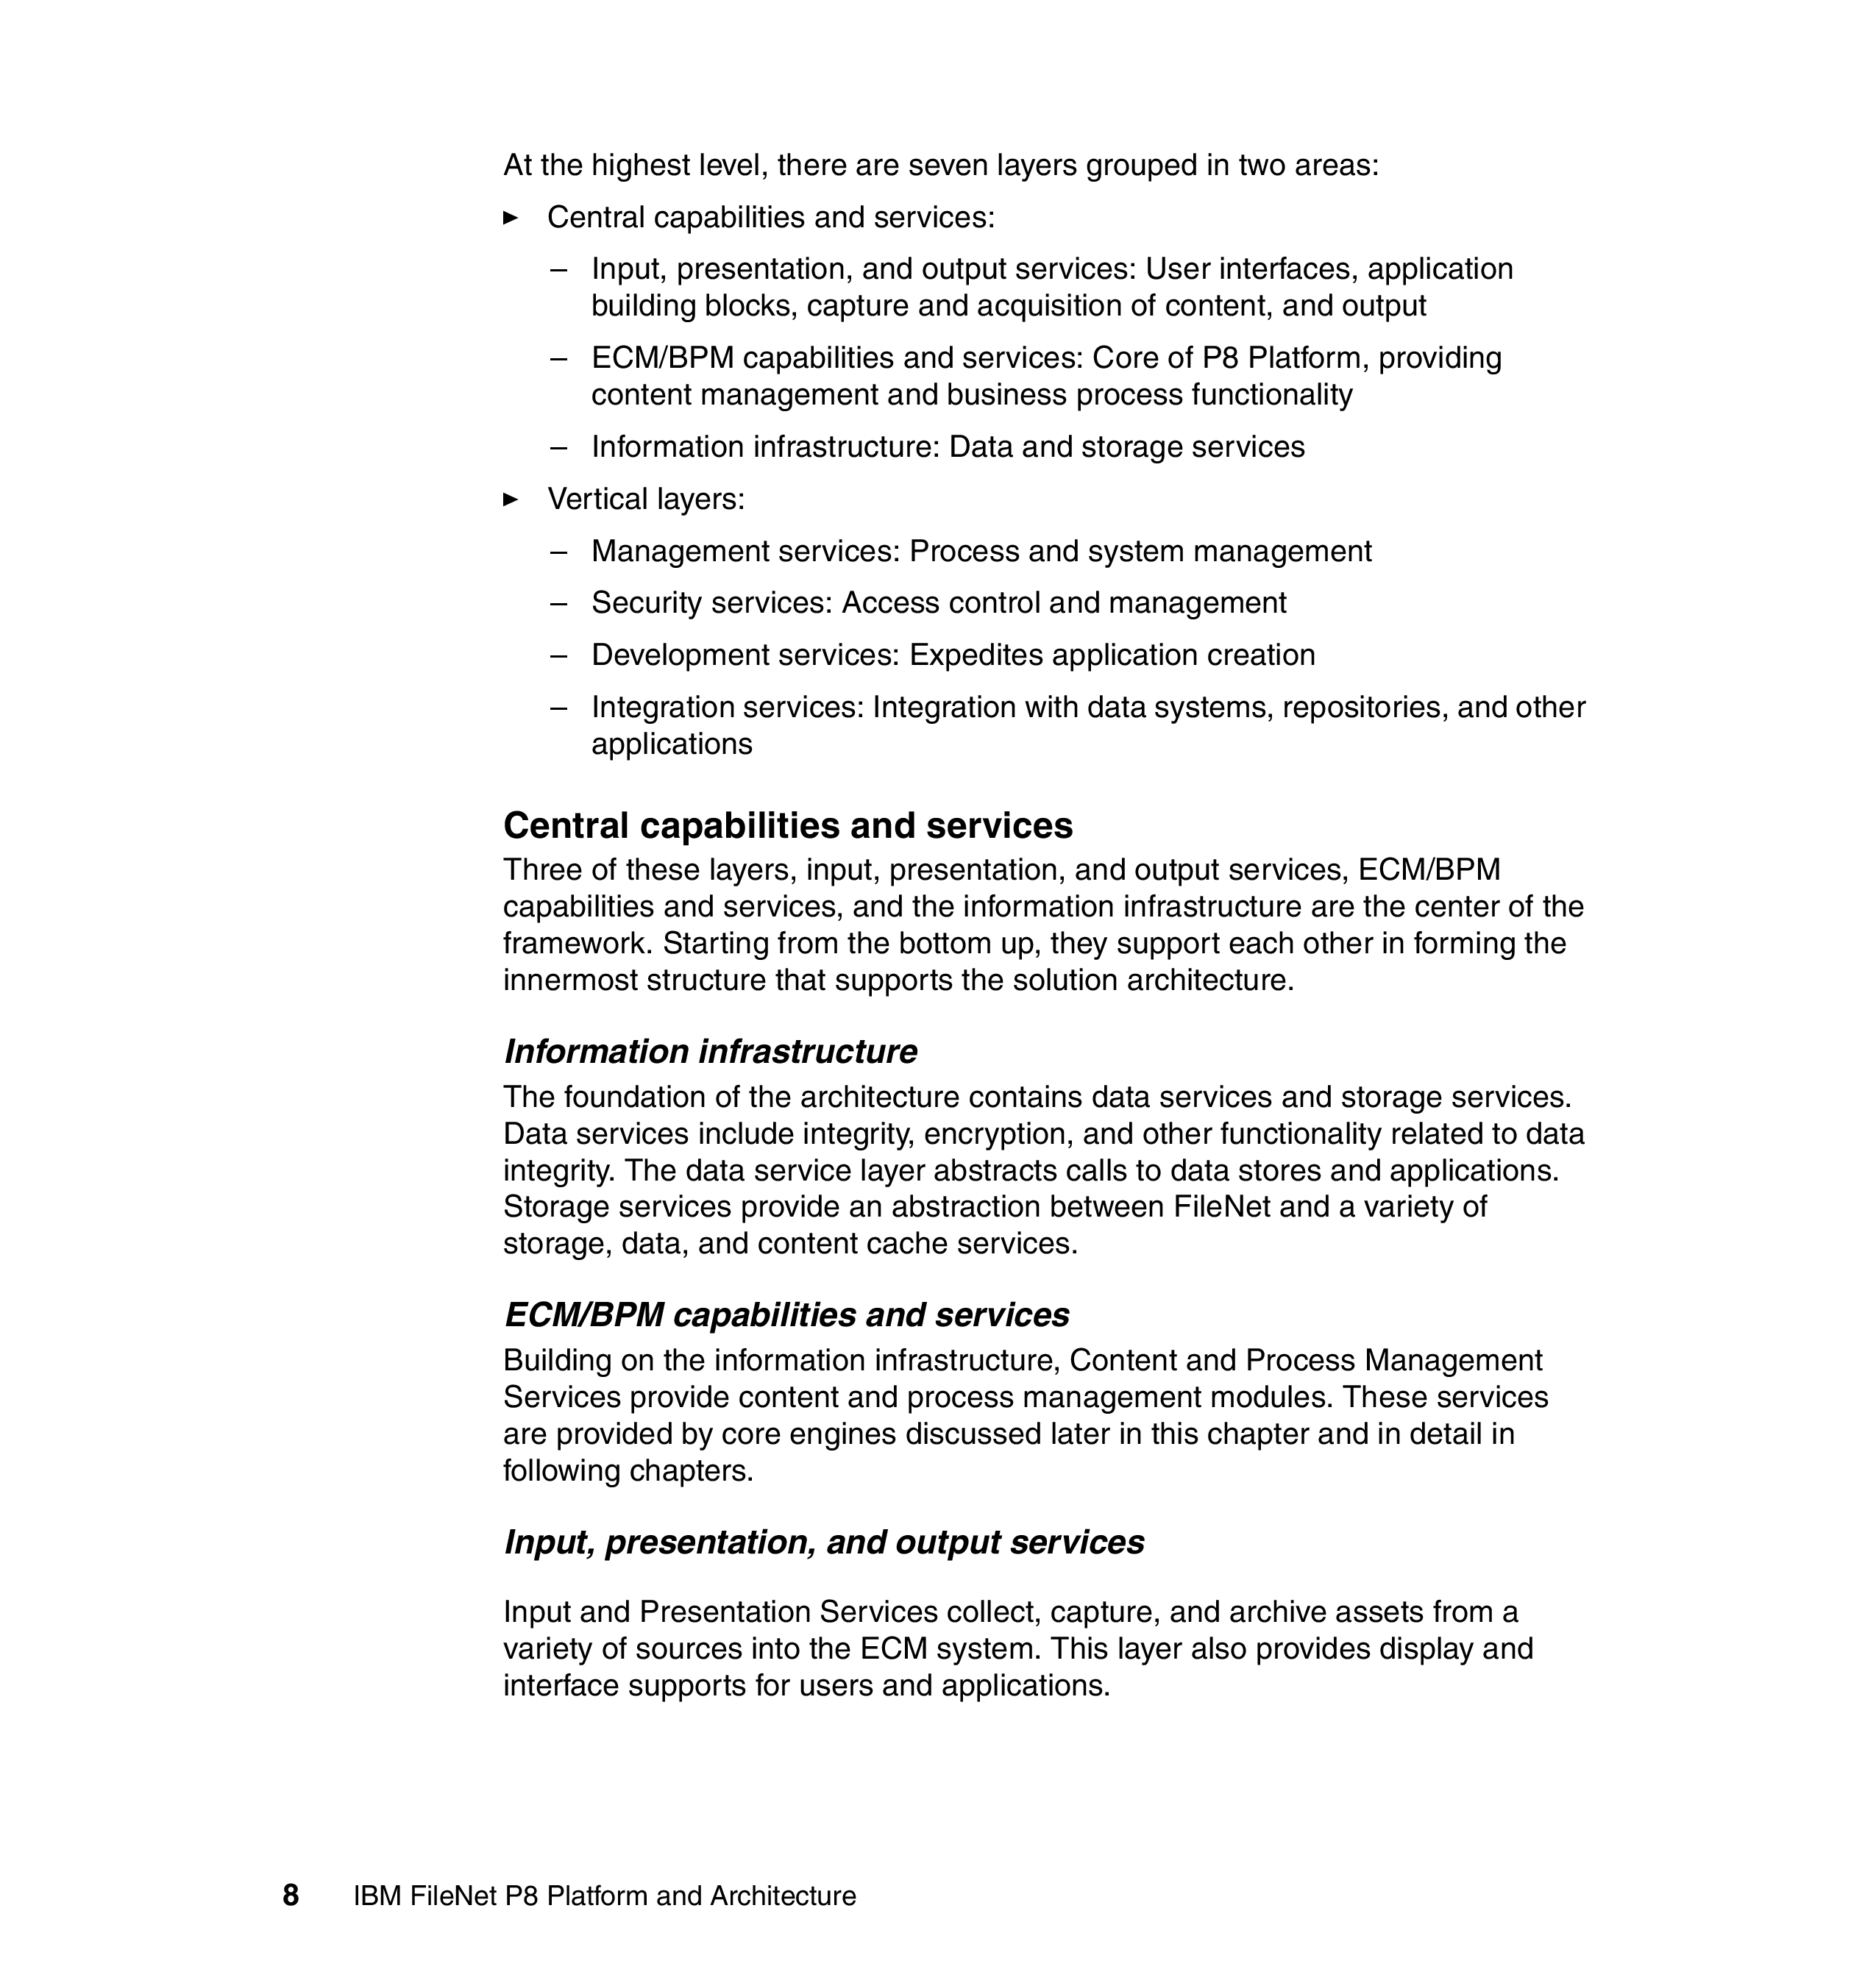 At the highest level, there are seven layers grouped in two areas:
► Central capabilities and services:
– Input, presentation, and output services: User interfaces, application
building blocks, capture and acquisition of content, and output
– ECM/BPM capabilities and services: Core of P8 Platform, providing
content management and business process functionality
– Information infrastructure: Data and storage services
► Vertical layers:
– Management services: Process and system management
– Security services: Access control and management
– Development services: Expedites application creation
– Integration services: Integration with data systems, repositories, and other
applications
Central capabilities and services
Three of these layers, input, presentation, and output services, ECM/BPM
capabilities and services, and the information infrastructure are the center of the
framework. Starting from the bottom up, they support each other in forming the
innermost structure that supports the solution architecture.
Information infrastructure
The foundation of the architecture contains data services and storage services.
Data services include integrity, encryption, and other functionality related to data
integrity. The data service layer abstracts calls to data stores and applications.
Storage services provide an abstraction between FileNet and a variety of
storage, data, and content cache services.
ECM/BPM capabilities and services
Building on the information infrastructure, Content and Process Management
Services provide content and process management modules. These services
are provided by core engines discussed later in this chapter and in detail in
following chapters.
Input, presentation, and output services
Input and Presentation Services collect, capture, and archive assets from a
variety of sources into the ECM system. This layer also provides display and
interface supports for users and applications.
8 IBM FileNet P8 Platform and Architecture